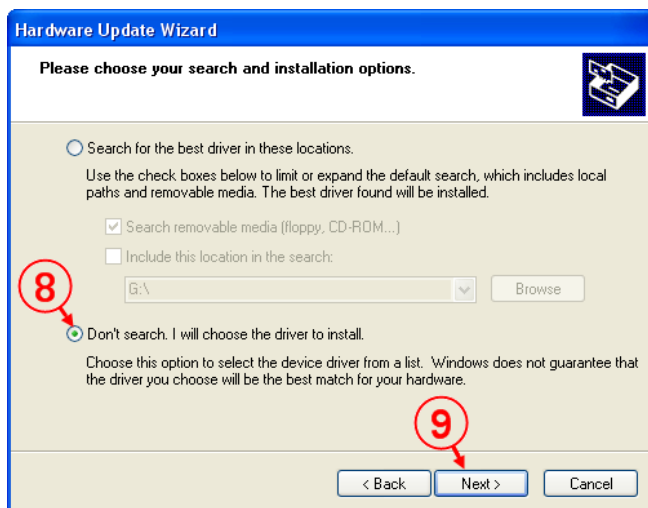 Hardware Update Wizard
Please choose your search and installation options.
Search for the best driver in these locations.
Use the check boxes below to limit or expand the default search, which includes local
paths and removable media. The best driver found will be installed.
Search removable media (floppy, CD-ROM...)
Include this location in the search:
8
G:\
Browse
Don't search. I will choose the driver to install.
Choose this option to select the device driver from a list. Windows does not guarantee that
the driver you choose will be the best match for your hardware.
9
< Back Next > Cancel